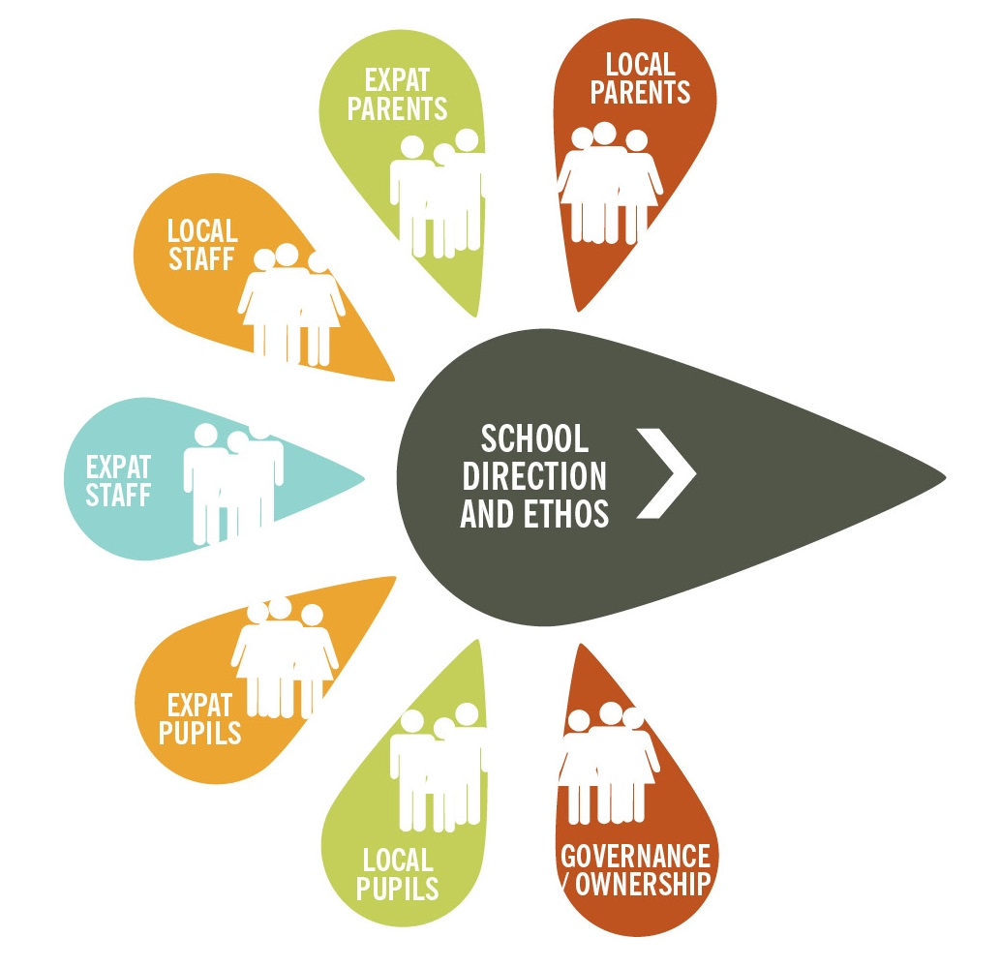 EXPAT
PARENTS
LOCAL
PARENTS
LOCAL
STAFF
EXPAT
STAFF
SCHOOL
DIRECTION
AND ETHOS
EXPAT
PUPILS
LOCAL
PUPILS
GOVERNANCE
/ OWNERSHIP